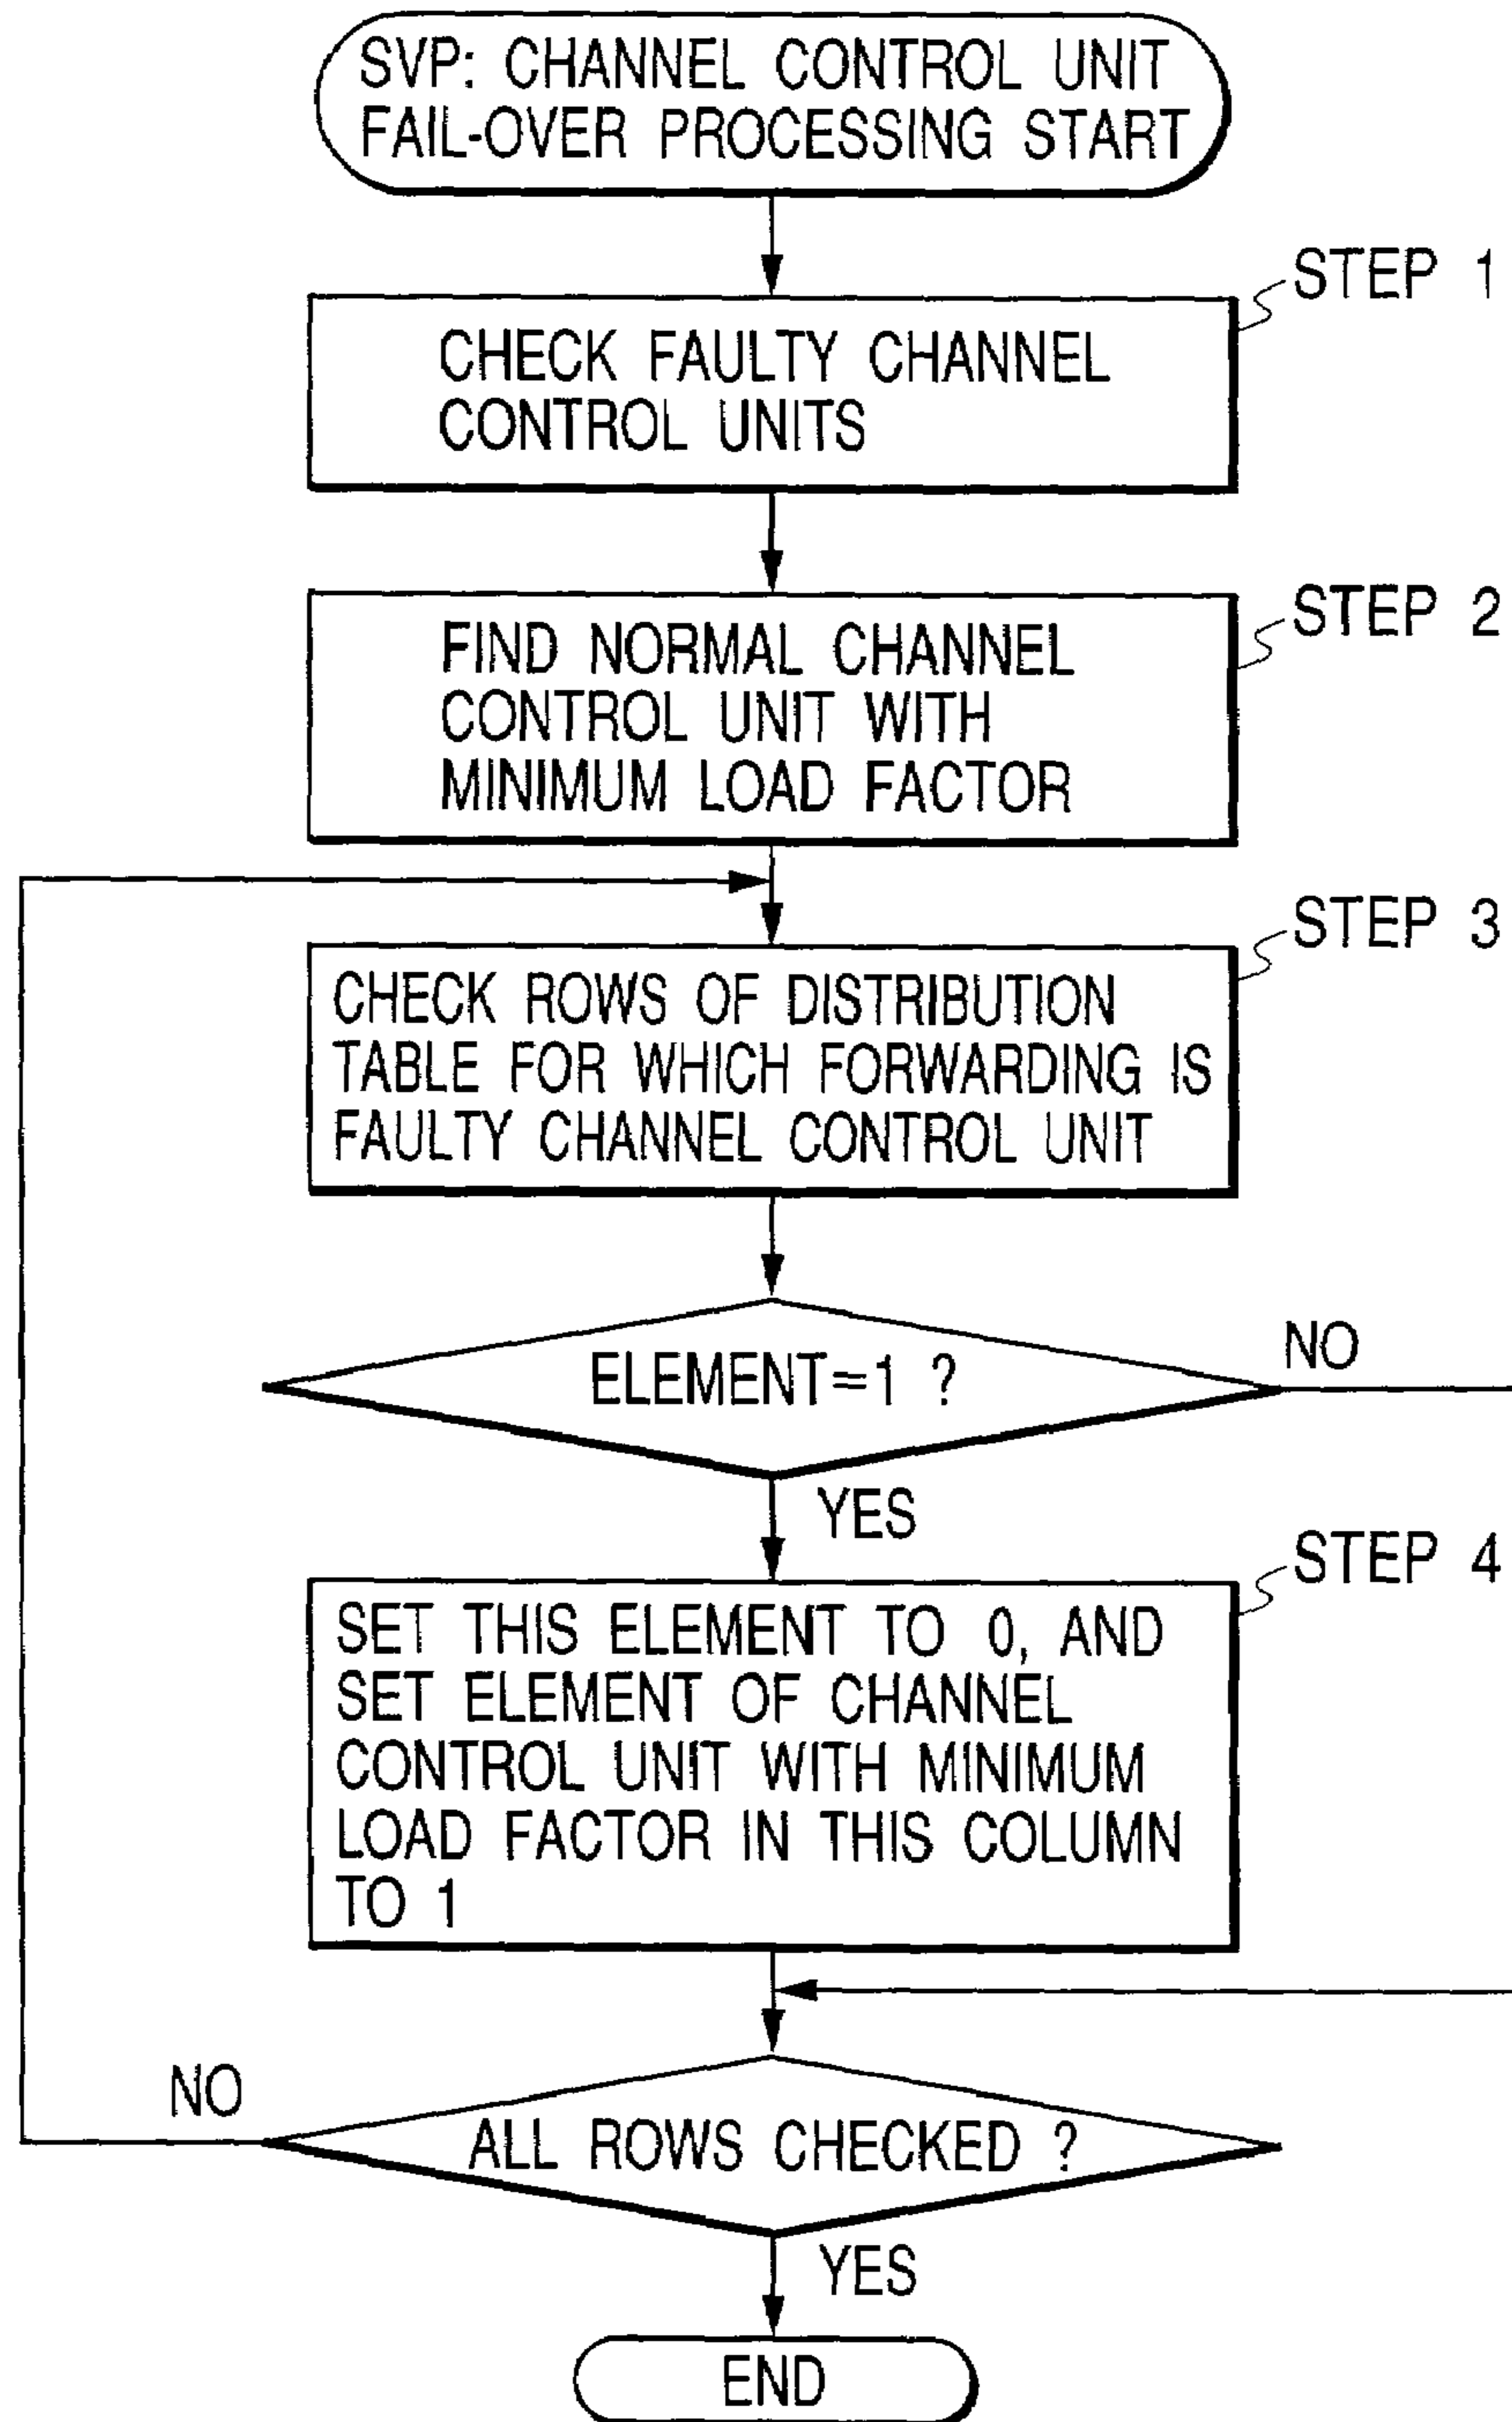 SVP: CHANNEL CONTROL UNIT
FAIL-OVER PROCESSING START
STEP 1
CHECK FAULTY CHANNEL
CONTROL UNITS
STEP 2
FIND NORMAL CHANNEL
CONTROL UNIT WITH
MINIMUM LOAD FACTOR
STEP 3
CHECK ROWS OF DISTRIBUTION
TABLE FOR WHICH FORWARDING IS
FAULTY CHANNEL CONTROL UNIT
ELEMENT=1 ?
NO
YES
STEP 4
SET THIS ELEMENT TO 0, AND
SET ELEMENT OF CHANNEL
CONTROL UNIT WITH MINIMUM
LOAD FACTOR IN THIS COLUMN
TO 1
NO
ALL ROWS CHECKED ?
YES
END